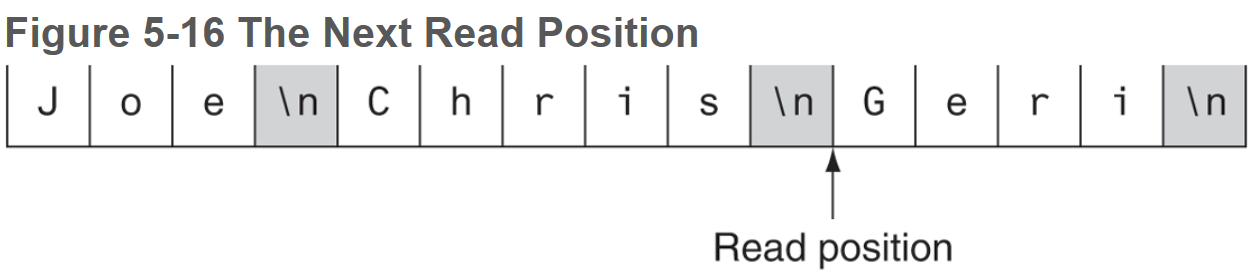 Figure 5-16 The Next Read Position
J o e \n C h r i s \n G e r i \n
Read position